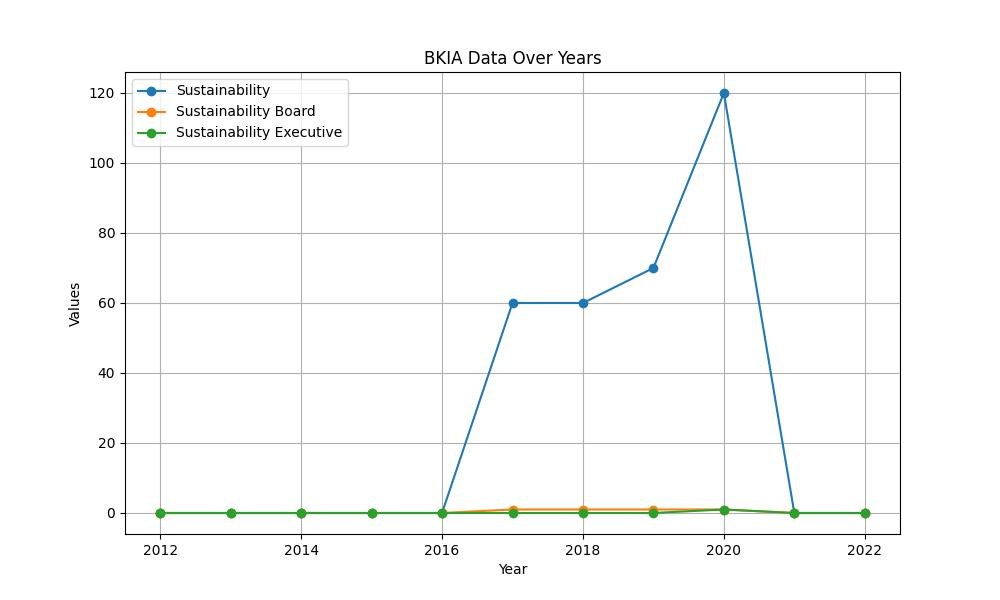 BKIA Data Over Years
Sustainability
Sustainability Board
Sustainability Executive
120
100
80
60
40
20
0
Values
2012 2014 2016 2018 2020 2022
Year